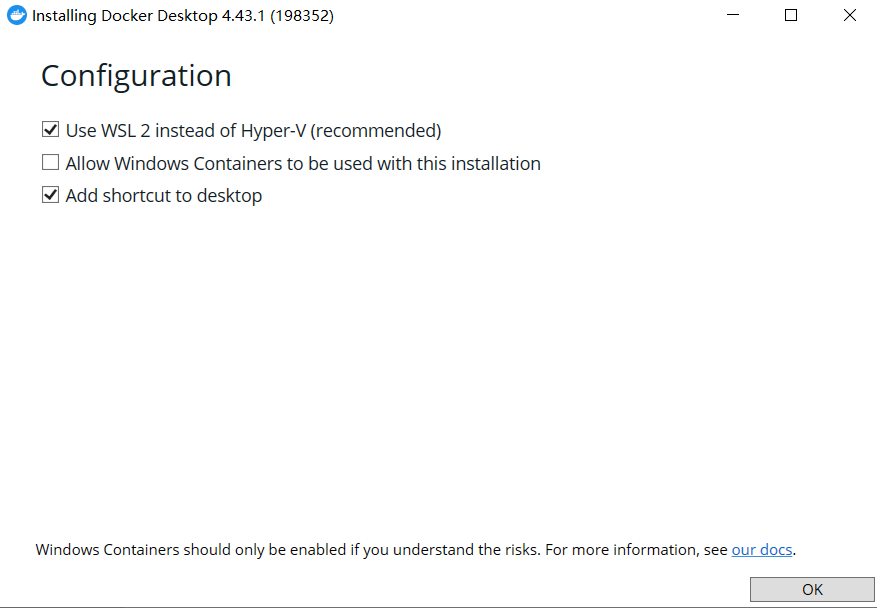 Installing Docker Desktop 4.43.1 (198352)
Configuration
Use WSL 2 instead of Hyper-V (recommended)
Allow Windows Containers to be used with this installation
Add shortcut to desktop
Windows Containers should only be enabled if you understand the risks. For more information, see our docs.
OK